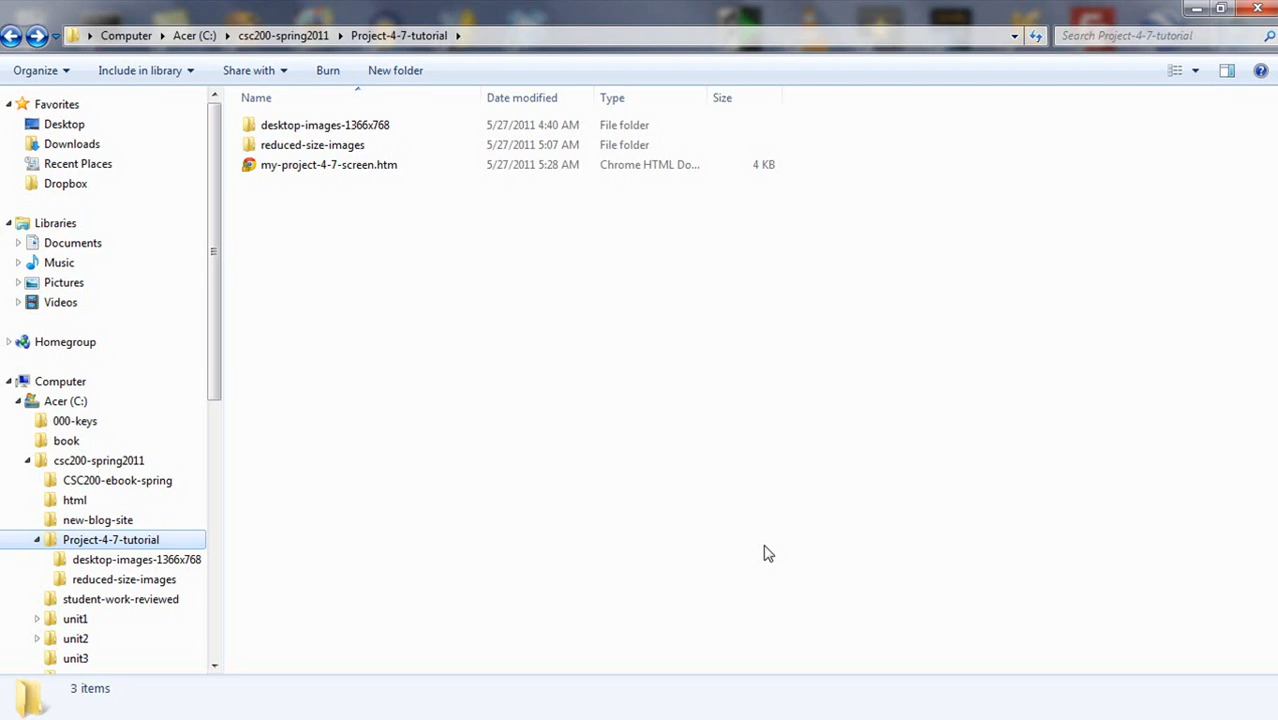 Computer Acer (C:) csc200-spring2011 Project-4-7-tutorial Search Project-4-7-tutorial
Organize Include in library Share with Burn New folder
Favorites
Desktop
Downloads
Recent Places
Dropbox
Libraries
Documents
Music
Pictures
Videos
Homegroup
Computer
Acer (C:)
000-keys
book
csc200-spring2011
CSC200-ebook-spring
html
new-blog-site
Project-4-7-tutorial
desktop-images-1366x768
reduced-size-images
student-work-reviewed
unit1
unit2
unit3
Name Date modified Type Size
desktop-images-1366x768 5/27/2011 4:40 AM File folder
reduced-size-images 5/27/2011 5:07 AM File folder
my-project-4-7-screen.htm 5/27/2011 5:28 AM Chrome HTML Do... 4 KB
3 items